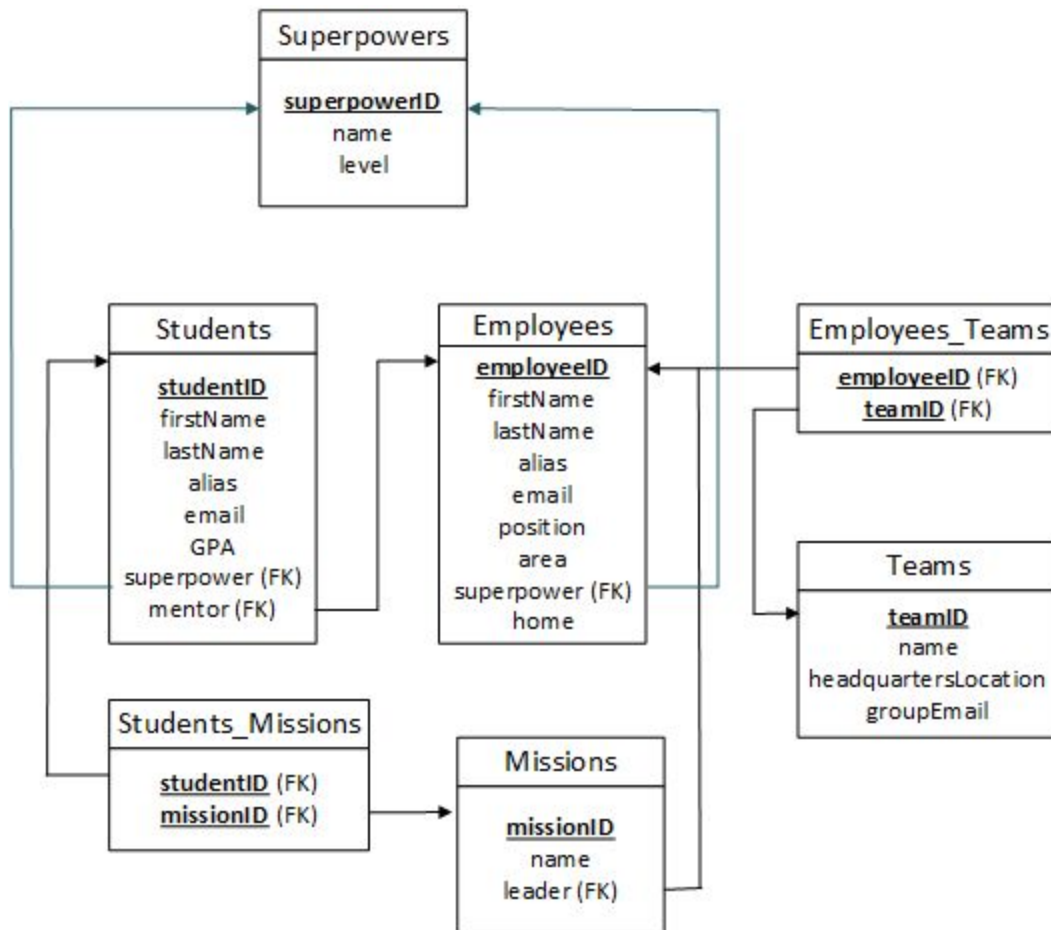 Superpowers
superpowerID
name
level
Students
studentID
firstName
lastName
alias
email
GPA
superpower (FK)
mentor (FK)
Employees
employeeID
firstName
lastName
alias
email
position
area
superpower (FK)
home
Employees_Teams
employeeID (FK)
teamID (FK)
Teams
teamID
name
headquartersLocation
groupEmail
Students_Missions
studentID (FK)
missionID (FK)
Missions
missionID
name
leader (FK)